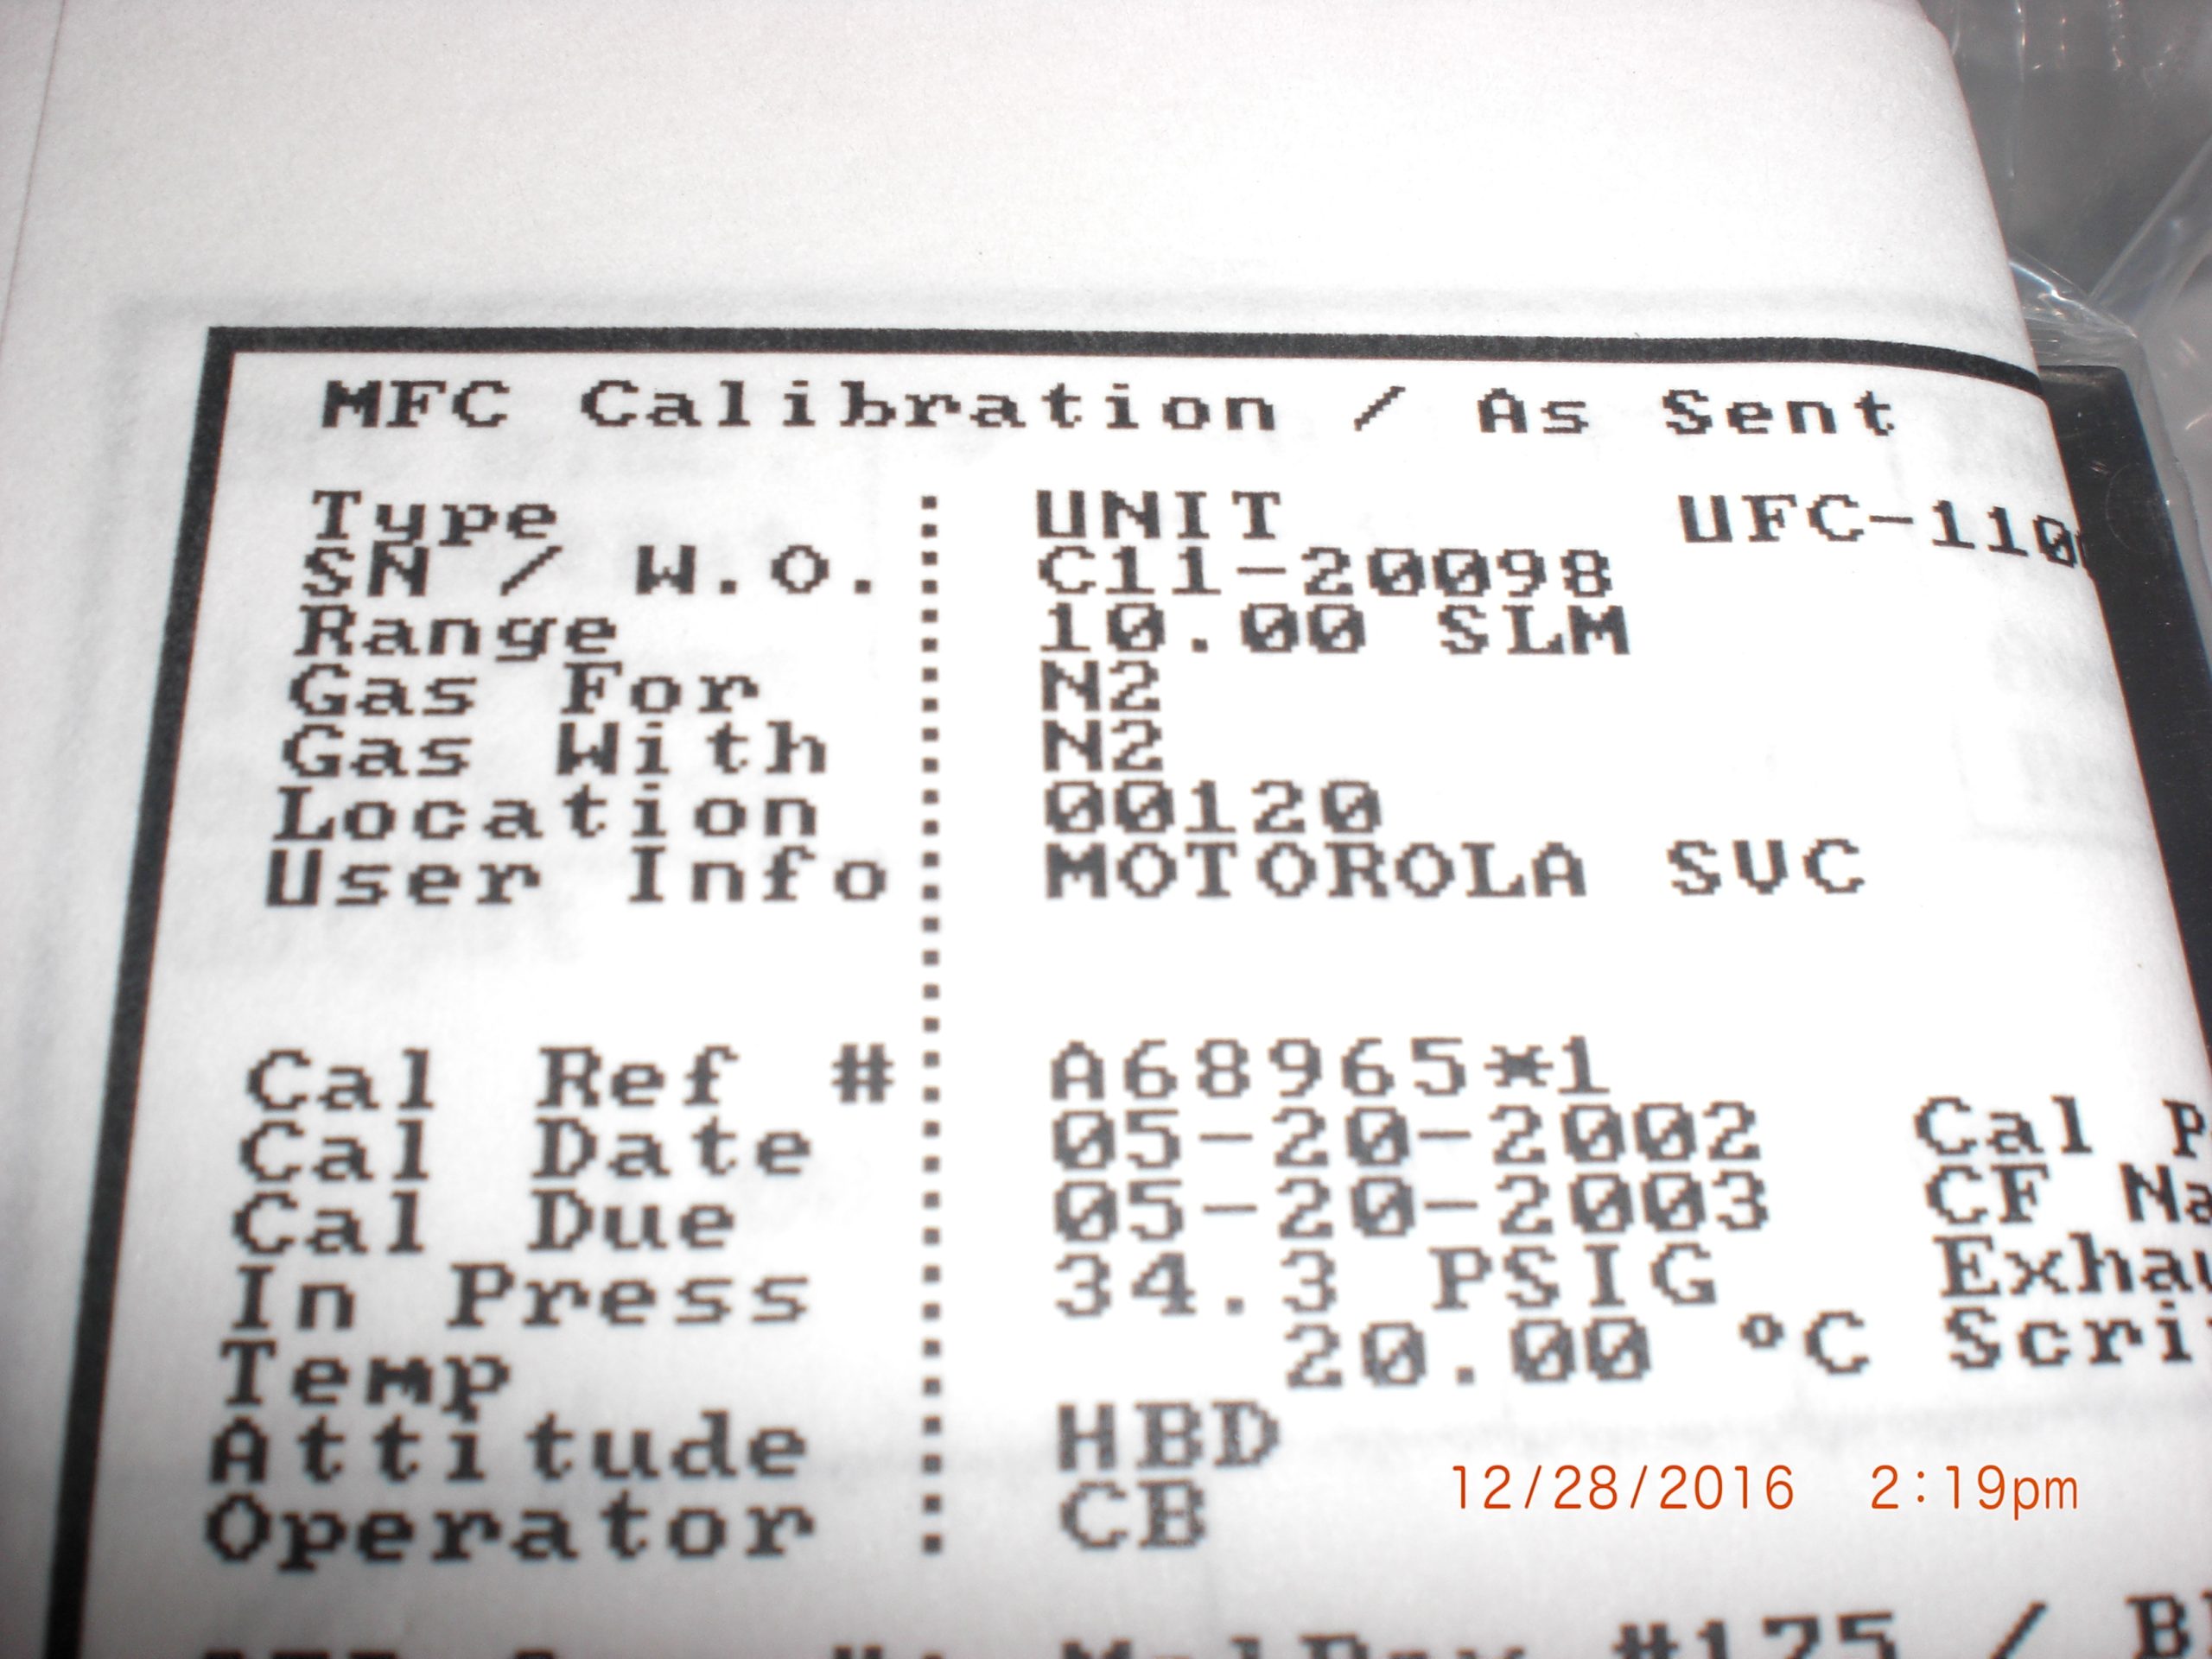 MFC Calibration / As Sent
Type : UNIT UFC-110
SN / W.O. : C11-20098
Range : 10.00 SLM
Gas For : N2
Gas With : N2
Location : 00120
User Info : MOTOROLA SVC
Cal Ref # : A68965*1
Cal Date : 05-20-2002 Cal
Cal Due : 05-20-2003 CF
In Press : 34.3 PSIG
Temp : 20.00 °C
Attitude : HBD
Operator : CB
12/28/2016 2:19pm
#175 /